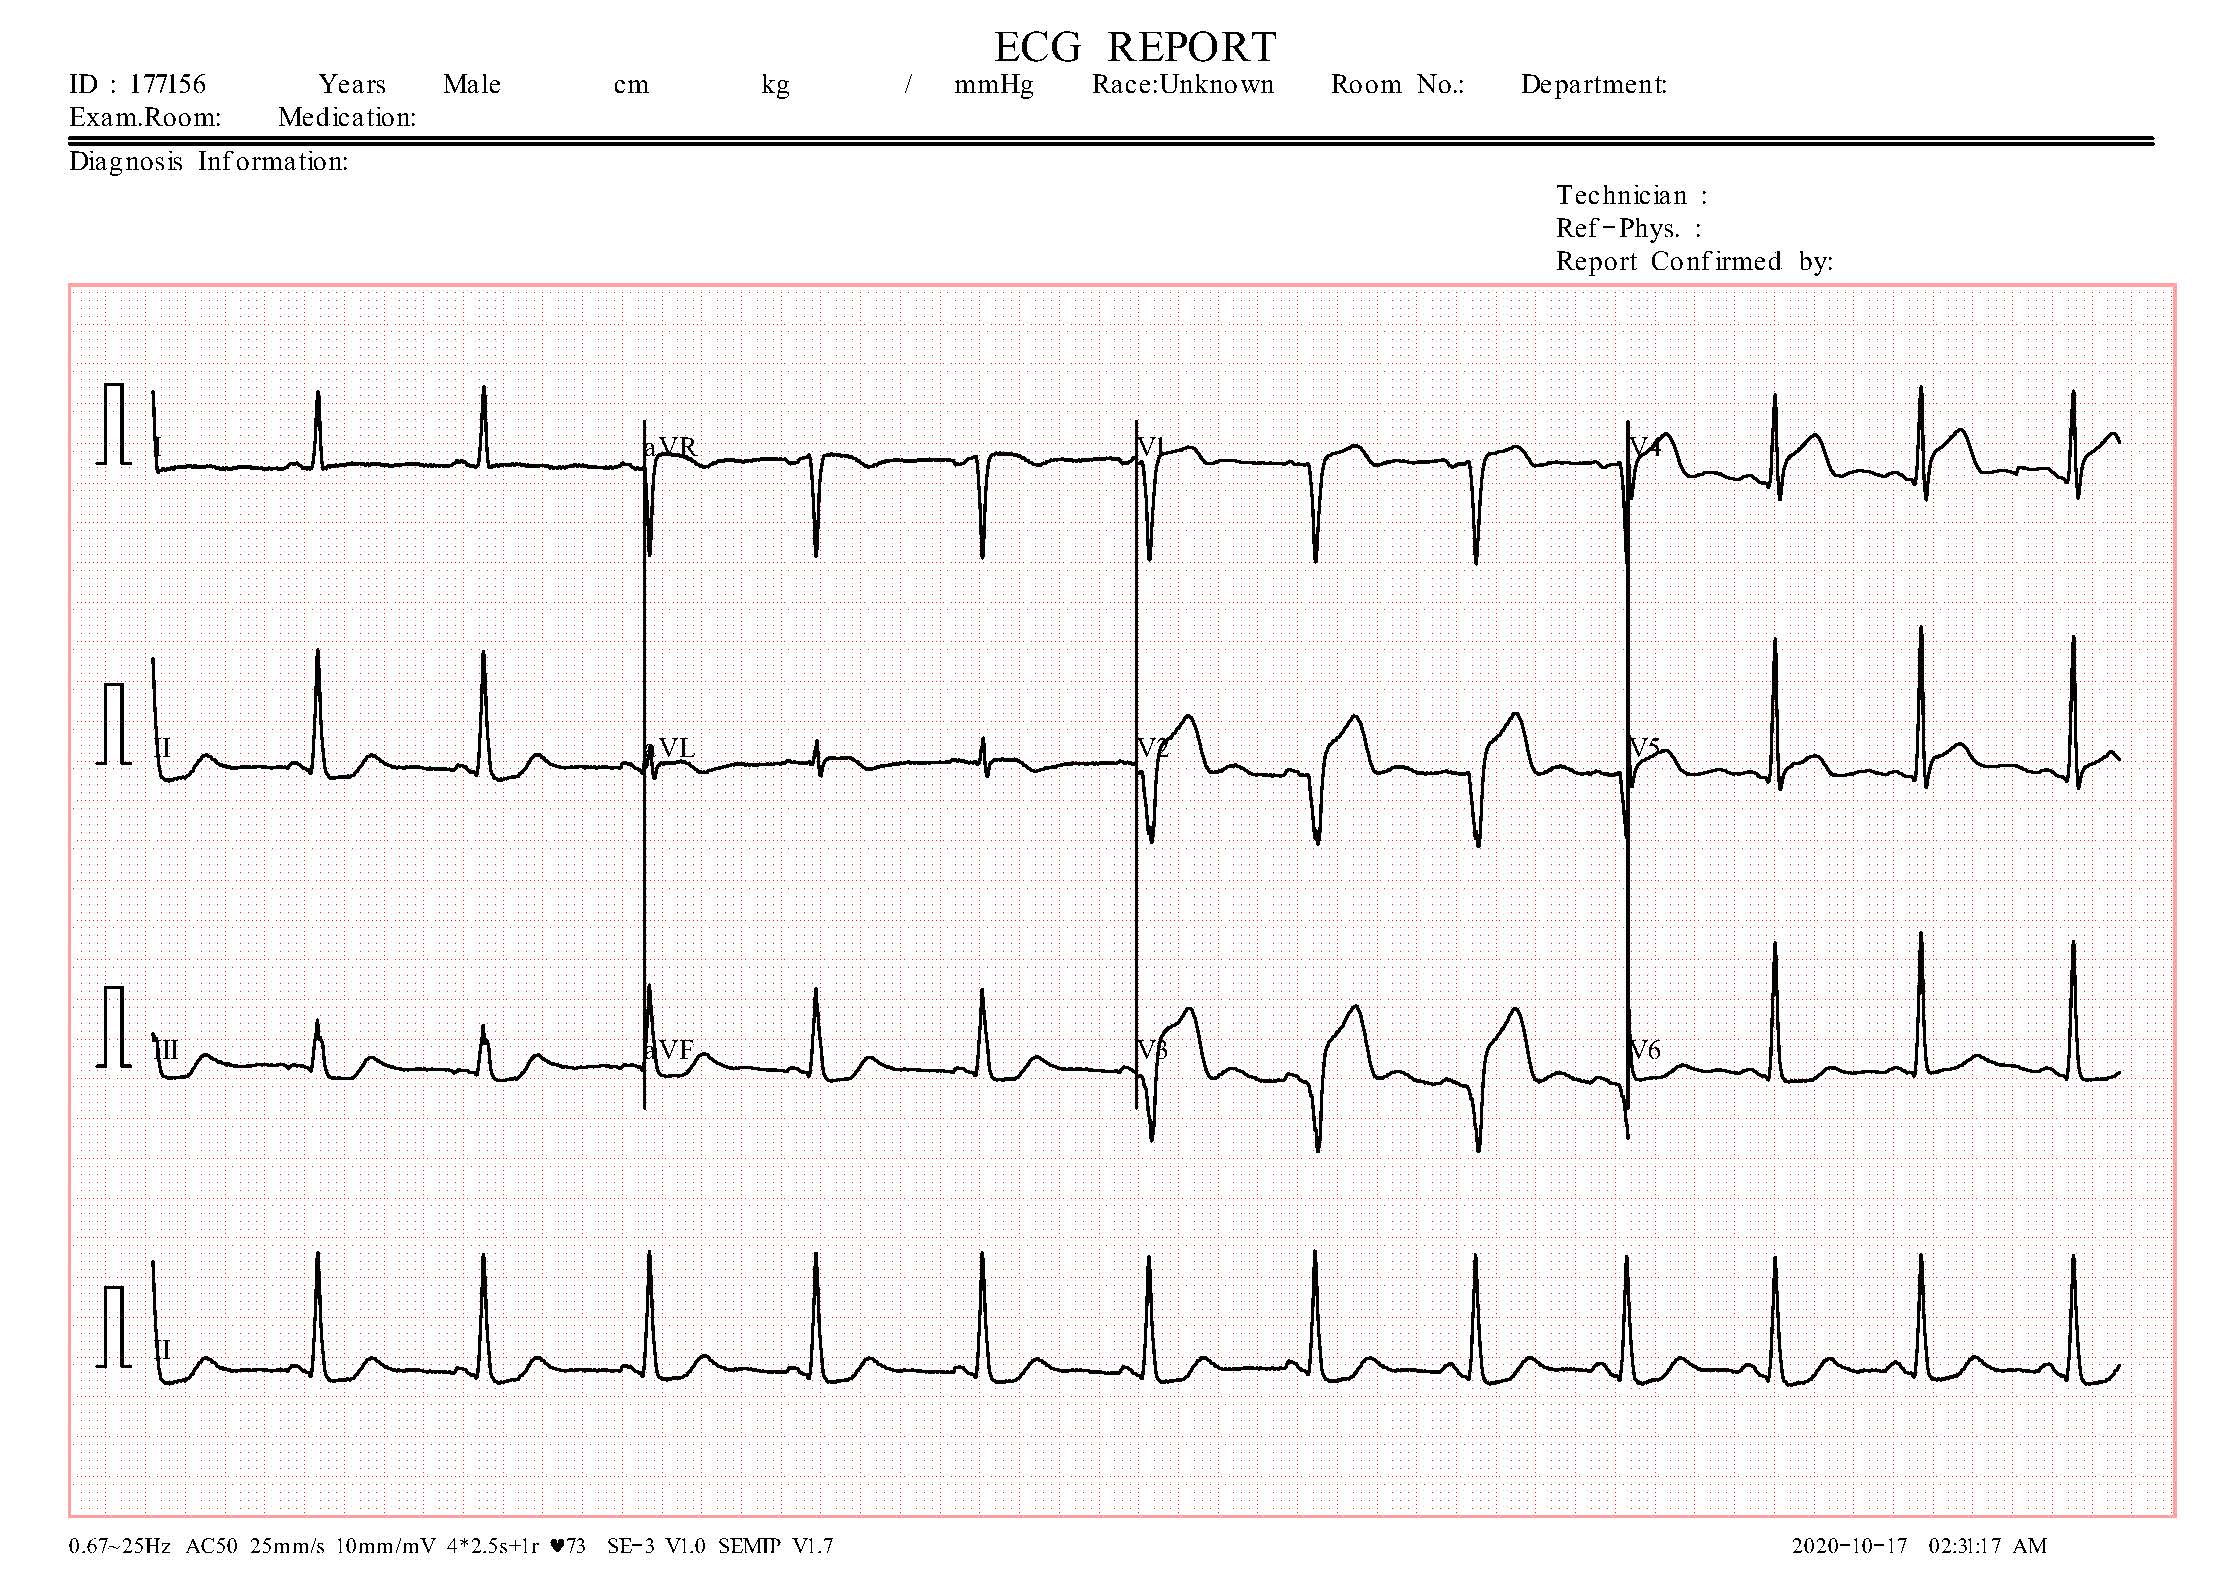 ECG REPORT
ID : 177156 Years Male cm kg / mmHg Race:Unknown Room No.: Department:
Exam.Room: Medication:
Diagnosis Information:
Technician :
Ref-Phys. :
Report Confirmed by:
I aVR V1 V4
II aVL V2 V5
III aVF V3 V6
II
0.67~25Hz AC50 25mm/s 10mm/mV 4*2.5s+1r ♥73 SE-3 V1.0 SEMIP V1.7 2020-10-17 02:31:17 AM